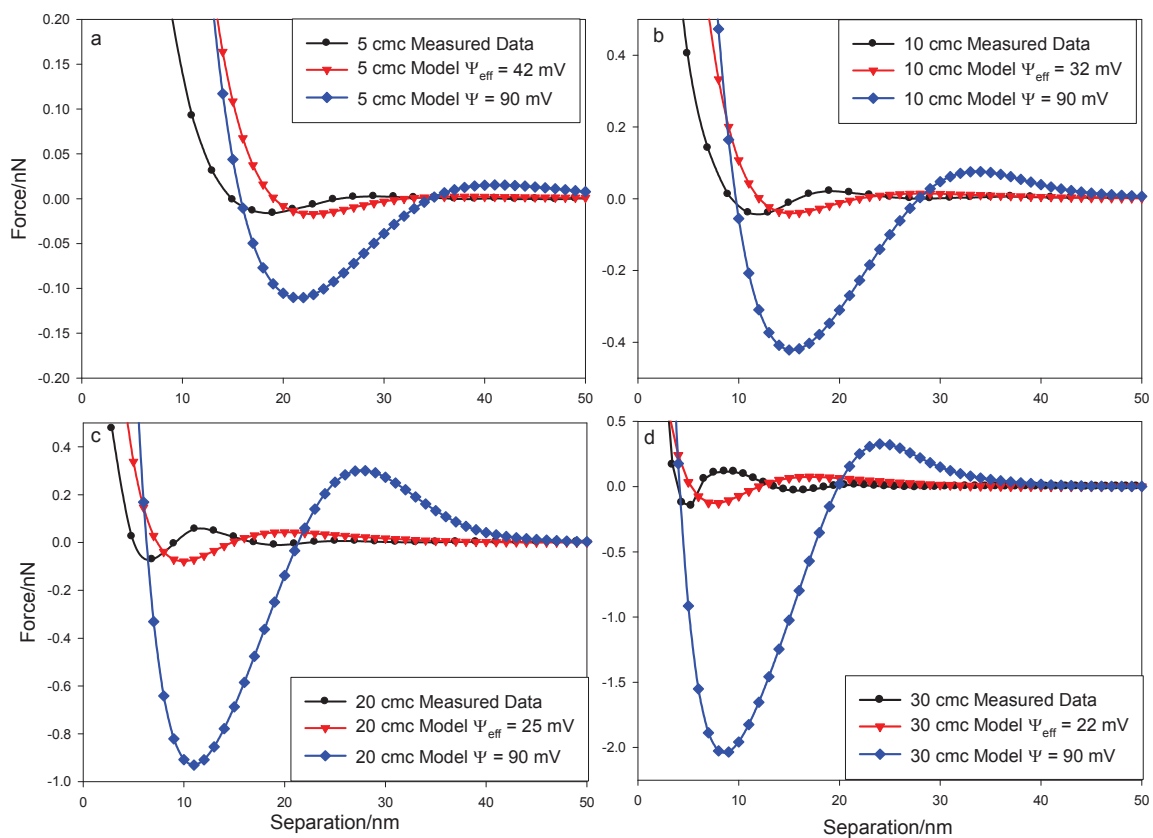 a
5 cmc Measured Data
5 cmc Model Ψeff = 42 mV
5 cmc Model Ψ = 90 mV
Force/nN
0.20
0.15
0.10
0.05
0.00
-0.05
-0.10
-0.15
-0.20
0 10 20 30 40 50
b
10 cmc Measured Data
10 cmc Model Ψeff = 32 mV
10 cmc Model Ψ = 90 mV
0.4
0.2
0.0
-0.2
-0.4
0 10 20 30 40 50
c
20 cmc Measured Data
20 cmc Model Ψeff = 25 mV
20 cmc Model Ψ = 90 mV
Force/nN
0.4
0.2
0.0
-0.2
-0.4
-0.6
-0.8
-1.0
0 10 20 30 40 50
Separation/nm
d
30 cmc Measured Data
30 cmc Model Ψeff = 22 mV
30 cmc Model Ψ = 90 mV
0.5
0.0
-0.5
-1.0
-1.5
-2.0
0 10 20 30 40 50
Separation/nm